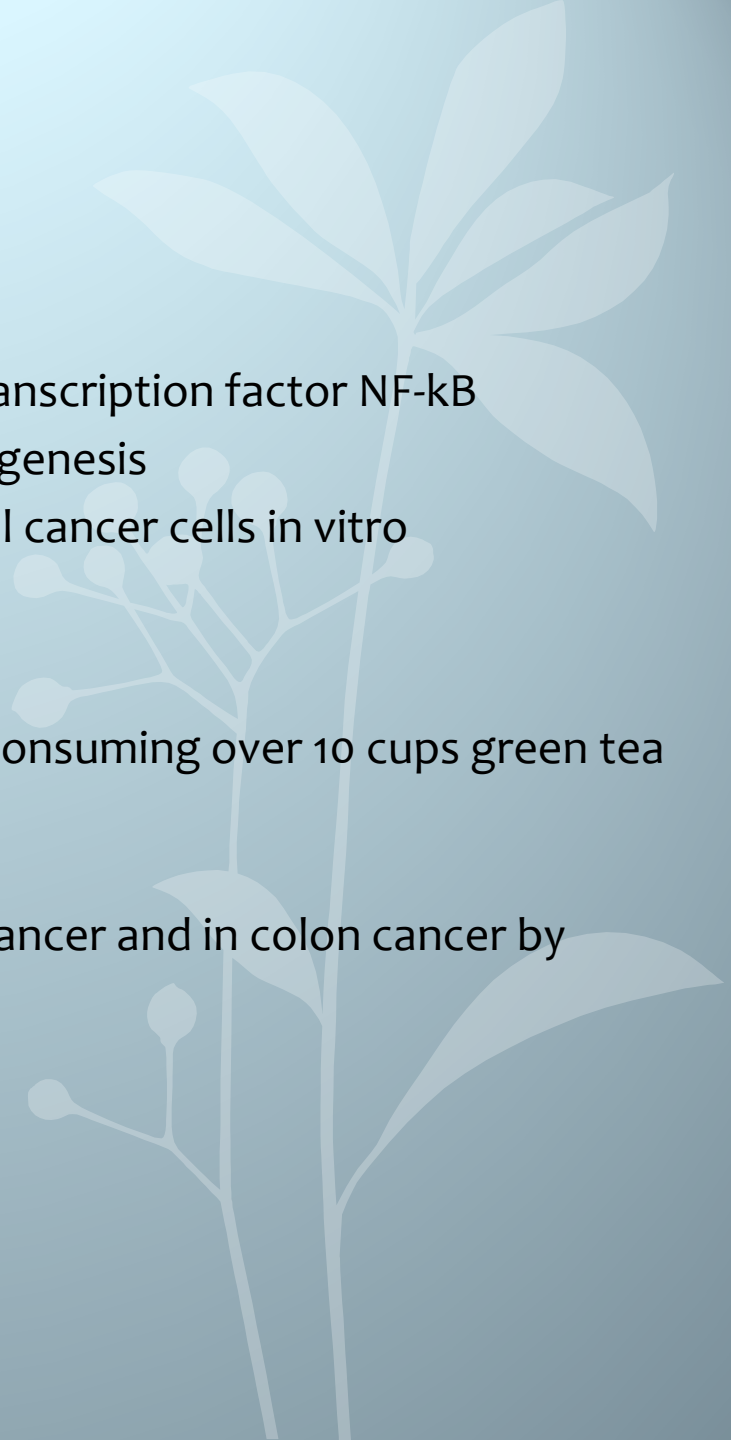 anscription factor NF-kB
genesis
l cancer cells in vitro
onsuming over 10 cups green tea
ancer and in colon cancer by